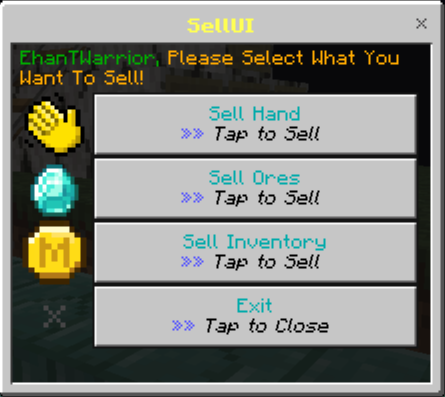 SellUI
EhanTWarrior, Please Select What You
Want To Sell!
Sell Hand
»» Tap to Sell
Sell Ores
»» Tap to Sell
M
Sell Inventory
»» Tap to Sell
Exit
»» Tap to Close